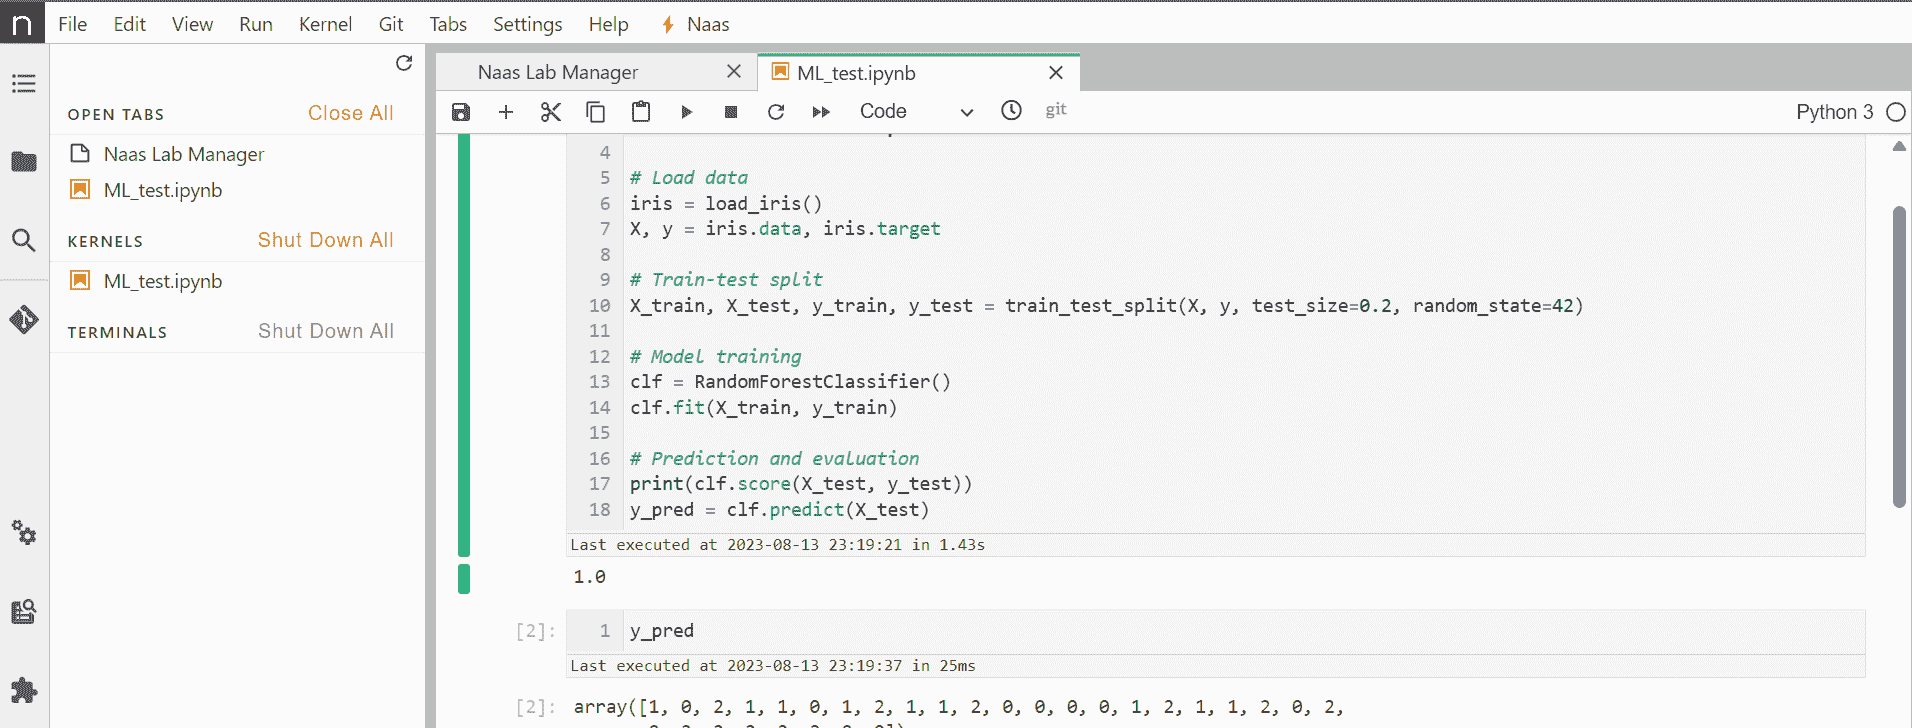 n File Edit View Run Kernel Git Tabs Settings Help Naas
OPEN TABS Close All
Naas Lab Manager
ML_test.ipynb
KERNELS Shut Down All
ML_test.ipynb
TERMINALS Shut Down All
Naas Lab Manager ML_test.ipynb
Code git Python 3
4
5 # Load data
6 iris = load_iris()
7 X, y = iris.data, iris.target
8
9 # Train-test split
10 X_train, X_test, y_train, y_test = train_test_split(X, y, test_size=0.2, random_state=42)
11
12 # Model training
13 clf = RandomForestClassifier()
14 clf.fit(X_train, y_train)
15
16 # Prediction and evaluation
17 print(clf.score(X_test, y_test))
18 y_pred = clf.predict(X_test)
Last executed at 2023-08-13 23:19:21 in 1.43s
1.0
[2]: 1 y_pred
Last executed at 2023-08-13 23:19:37 in 25ms
[2]: array([1, 0, 2, 1, 1, 0, 1, 2, 1, 1, 2, 0, 0, 0, 0, 1, 2, 1, 1, 2, 0, 2,